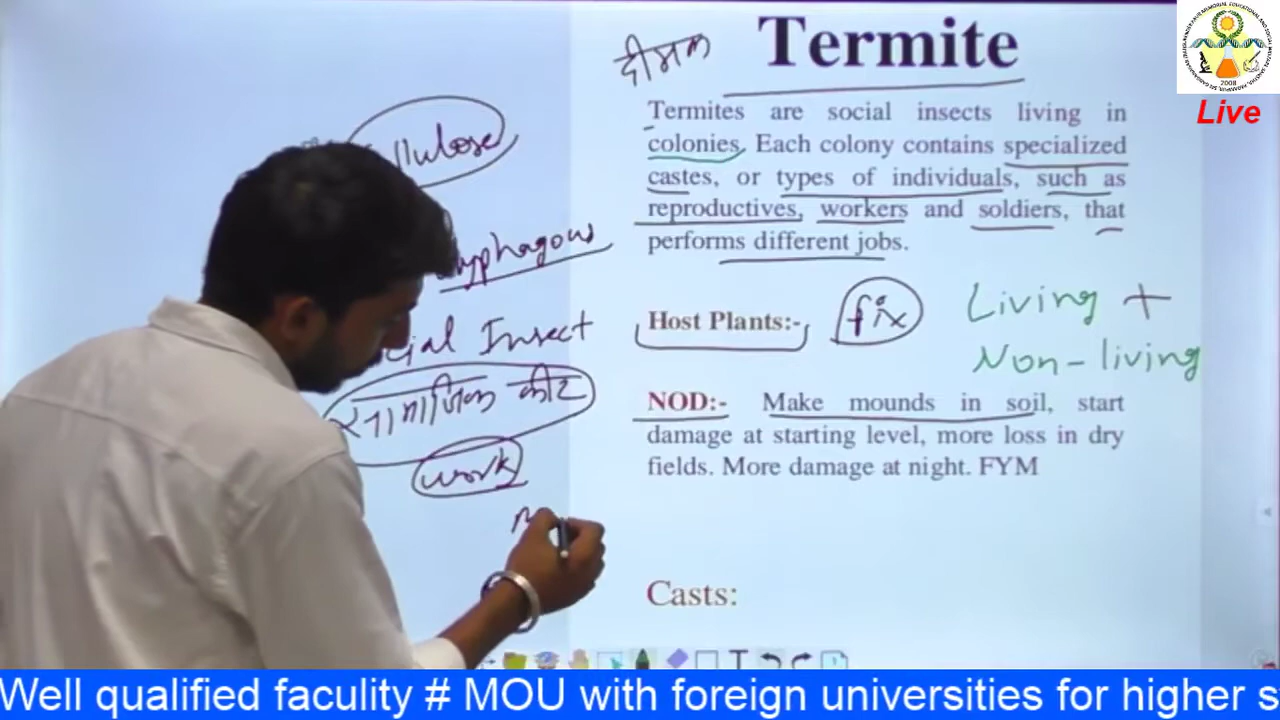 Termite
दीमक
Termites are social insects living in
colonies. Each colony contains specialized
castes, or types of individuals, such as
reproductives, workers and soldiers, that
performs different jobs.
Host Plants:-
fix
Living +
Non-living
NOD:- Make mounds in soil, start
damage at starting level, more loss in dry
fields. More damage at night. FYM
Casts:
llulose
yphagous
cial Insect
सामाजिक कीट
work
2008
Live
Well qualified faculity # MOU with foreign universities for higher s